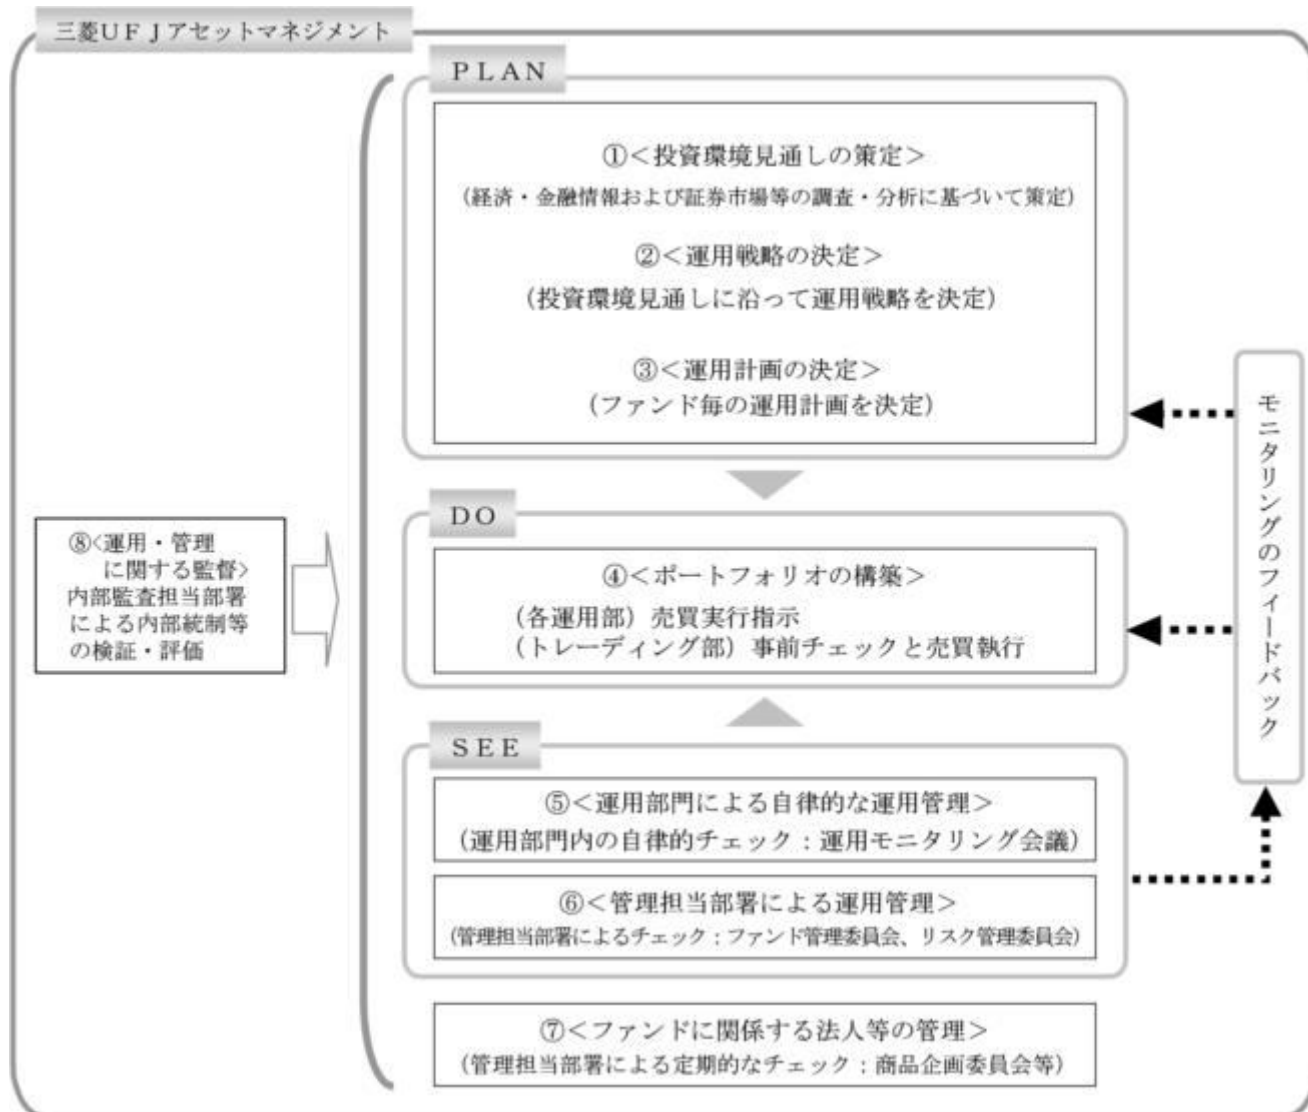 三菱ＵＦＪアセットマネジメント
ＰＬＡＮ
①＜投資環境見通しの策定＞
（経済・金融情報および証券市場等の調査・分析に基づいて策定）
②＜運用戦略の決定＞
（投資環境見通しに沿って運用戦略を決定）
③＜運用計画の決定＞
（ファンド毎の運用計画を決定）
ＤＯ
④＜ポートフォリオの構築＞
（各運用部）売買実行指示
（トレーディング部）事前チェックと売買執行
ＳＥＥ
⑤＜運用部門による自律的な運用管理＞
（運用部門内の自律的チェック：運用モニタリング会議）
⑥＜管理担当部署による運用管理＞
（管理担当部署によるチェック：ファンド管理委員会、リスク管理委員会）
⑦＜ファンドに関係する法人等の管理＞
（管理担当部署による定期的なチェック：商品企画委員会等）
⑧<運用・管理
に関する監督>
内部監査担当部署
による内部統制等
の検証・評価
モニタリングのフィードバック